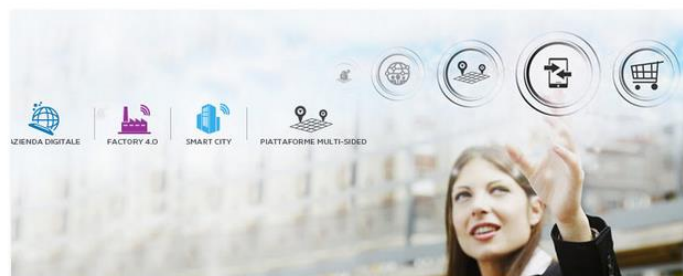 AZIENDA DIGITALE
FACTORY 4.0
SMART CITY
PIATTAFORME MULTI-SIDED